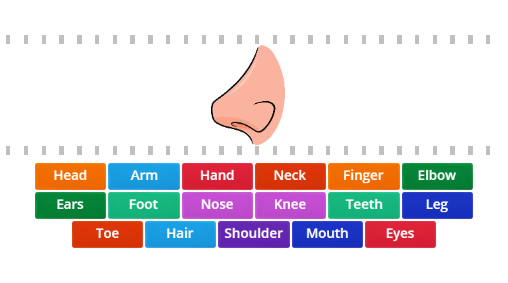 Head Arm Hand Neck Finger Elbow
Ears Foot Nose Knee Teeth Leg
Toe Hair Shoulder Mouth Eyes